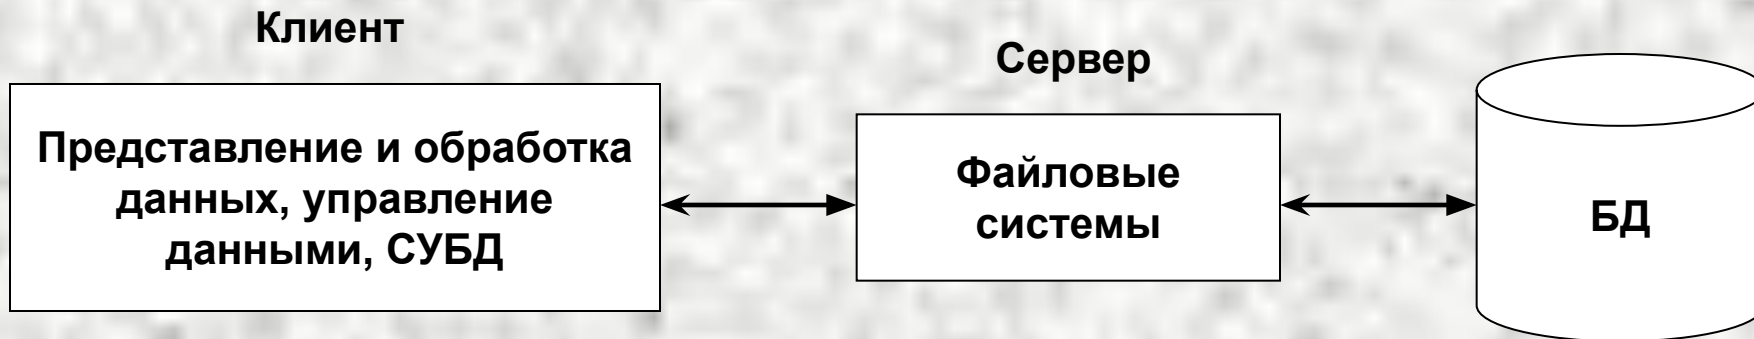 Клиент
Сервер
Представление и обработка
данных, управление
данными, СУБД
Файловые
системы
БД